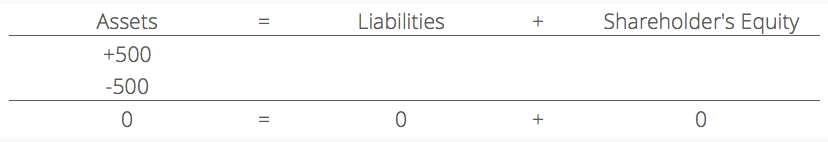 Assets = Liabilities + Shareholder's Equity
+500
-500
0 = 0 + 0